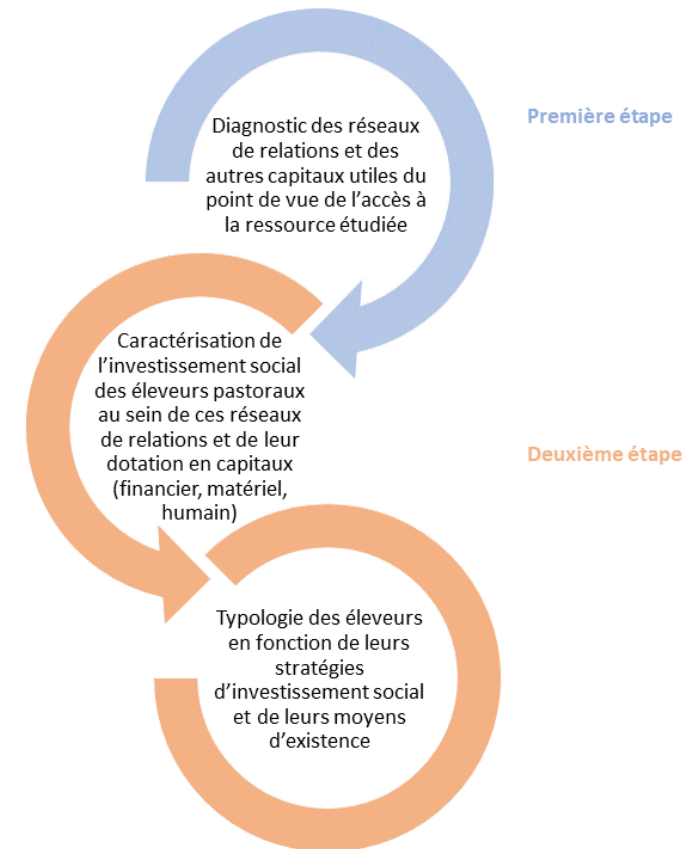 Première étape
Diagnostic des réseaux
de relations et des
autres capitaux utiles du
point de vue de l’accès à
la ressource étudiée
Caractérisation de
l’investissement social
des éleveurs pastoraux
au sein de ces réseaux
de relations et de leur
dotation en capitaux
(financier, matériel,
humain)
Deuxième étape
Typologie des éleveurs
en fonction de leurs
stratégies
d’investissement social
et de leurs moyens
d’existence